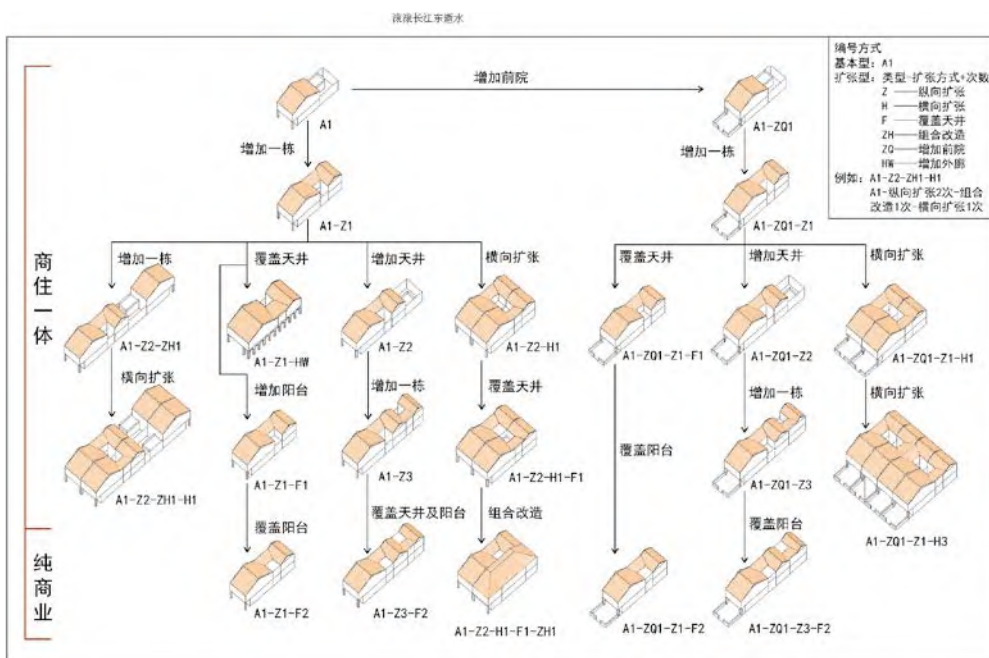 滚滚长江东逝水
编号方式
基本型：A1
扩张型：类型-扩张方式+次数
Z ——纵向扩张
H ——横向扩张
F ——覆盖天井
ZH——组合改造
ZQ——增加前院
HW——增加外廊
例如：A1-Z2-ZH1-H1
A1-纵向扩张2次-组合
改造1次-横向扩张1次
增加前院
A1
A1-ZQ1
增加一栋
增加一栋
A1-Z1
A1-ZQ1-Z1
商住一体
增加一栋
覆盖天井
增加天井
横向扩张
覆盖天井
增加天井
横向扩张
A1-Z2-ZH1
A1-Z1-HW
A1-Z2
A1-Z2-H1
A1-ZQ1-Z1-F1
A1-ZQ1-Z2
A1-ZQ1-Z1-H1
横向扩张
增加阳台
增加一栋
覆盖天井
覆盖阳台
增加一栋
横向扩张
A1-Z2-ZH1-H1
A1-Z1-F1
A1-Z3
A1-Z2-H1-F1
A1-ZQ1-Z3
A1-ZQ1-Z1-H3
纯商业
覆盖阳台
覆盖天井及阳台
组合改造
覆盖阳台
A1-Z1-F2
A1-Z3-F2
A1-Z2-H1-F1-ZH1
A1-ZQ1-Z1-F2
A1-ZQ1-Z3-F2